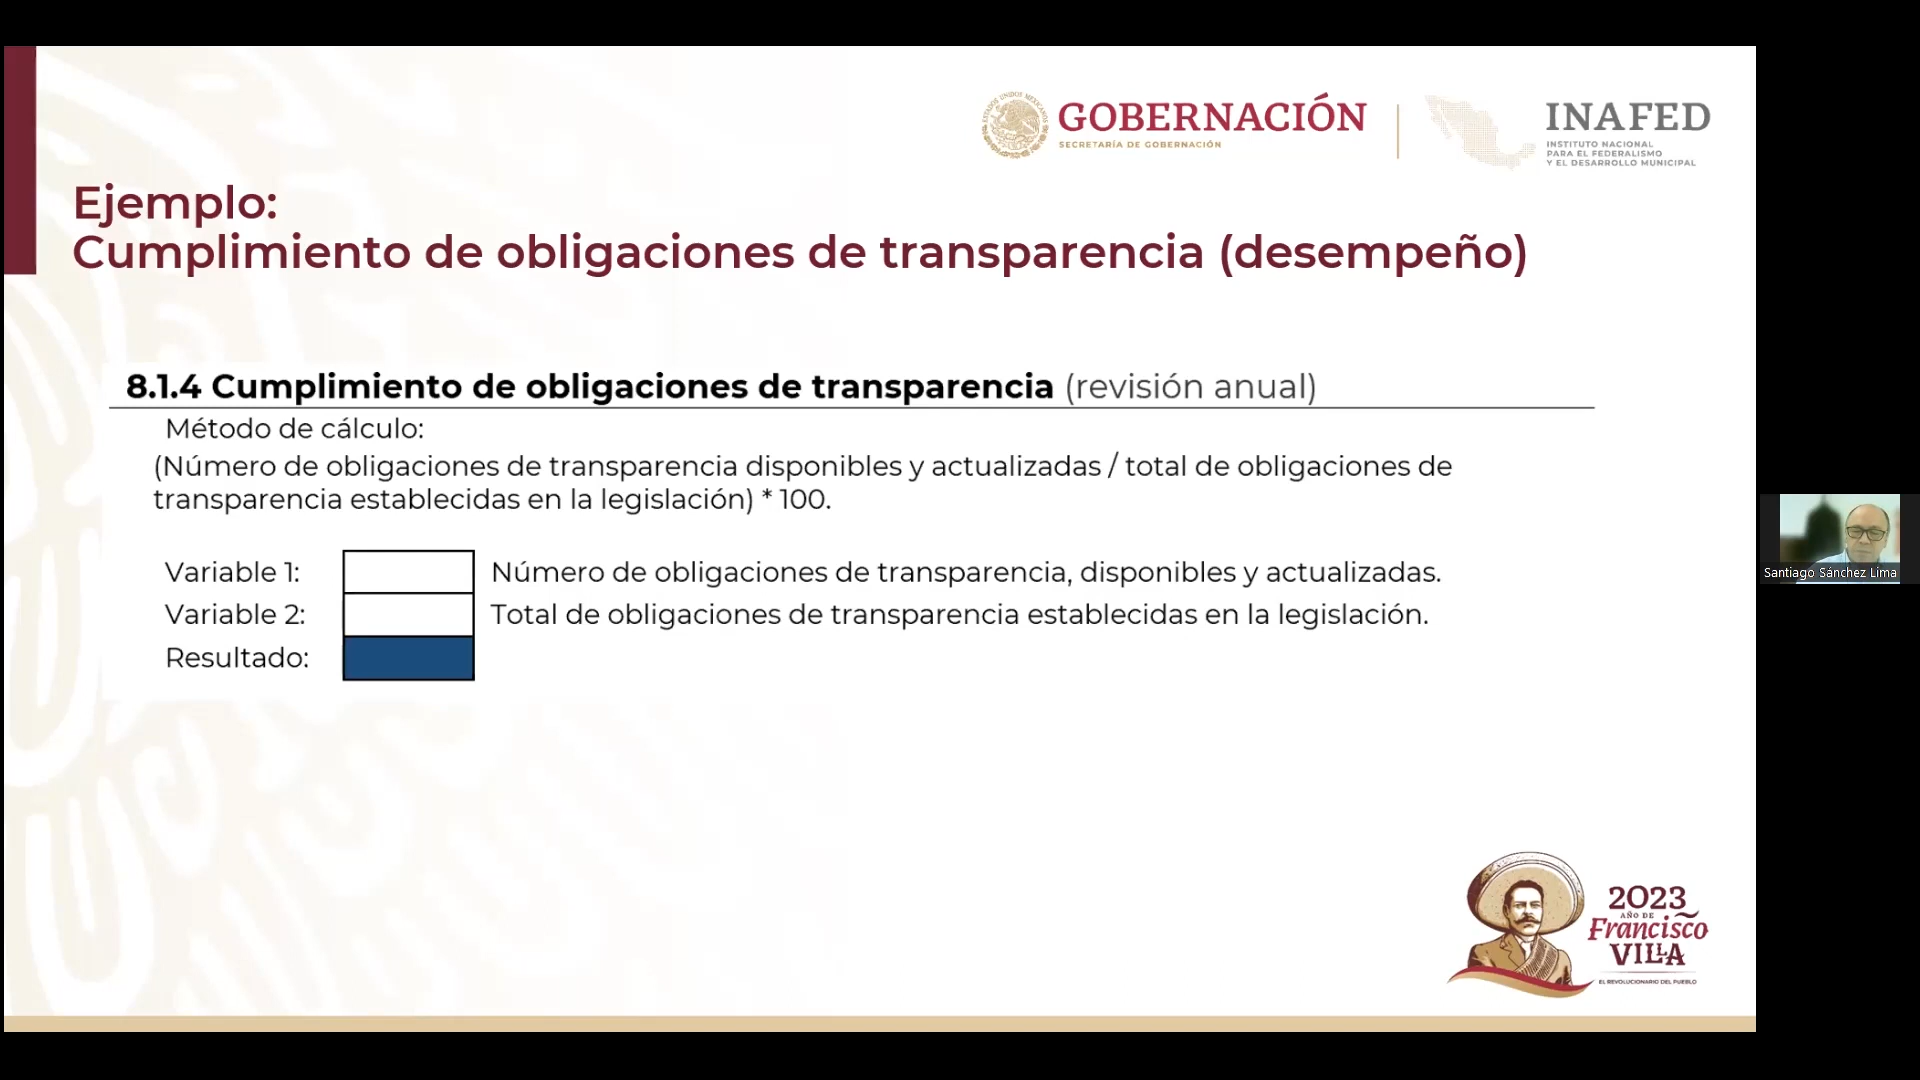 GOBERNACIÓN
SECRETARÍA DE GOBERNACIÓN
INAFED
INSTITUTO NACIONAL
PARA EL FEDERALISMO
Y EL DESARROLLO MUNICIPAL
Ejemplo:
Cumplimiento de obligaciones de transparencia (desempeño)
8.1.4 Cumplimiento de obligaciones de transparencia (revisión anual)
Método de cálculo:
(Número de obligaciones de transparencia disponibles y actualizadas / total de obligaciones de
transparencia establecidas en la legislación) * 100.
Variable 1: Número de obligaciones de transparencia, disponibles y actualizadas.
Variable 2: Total de obligaciones de transparencia establecidas en la legislación.
Resultado:
Santiago Sánchez Lima
2023
AÑO DE
Francisco
VILLA
EL REVOLUCIONARIO DEL PUEBLO